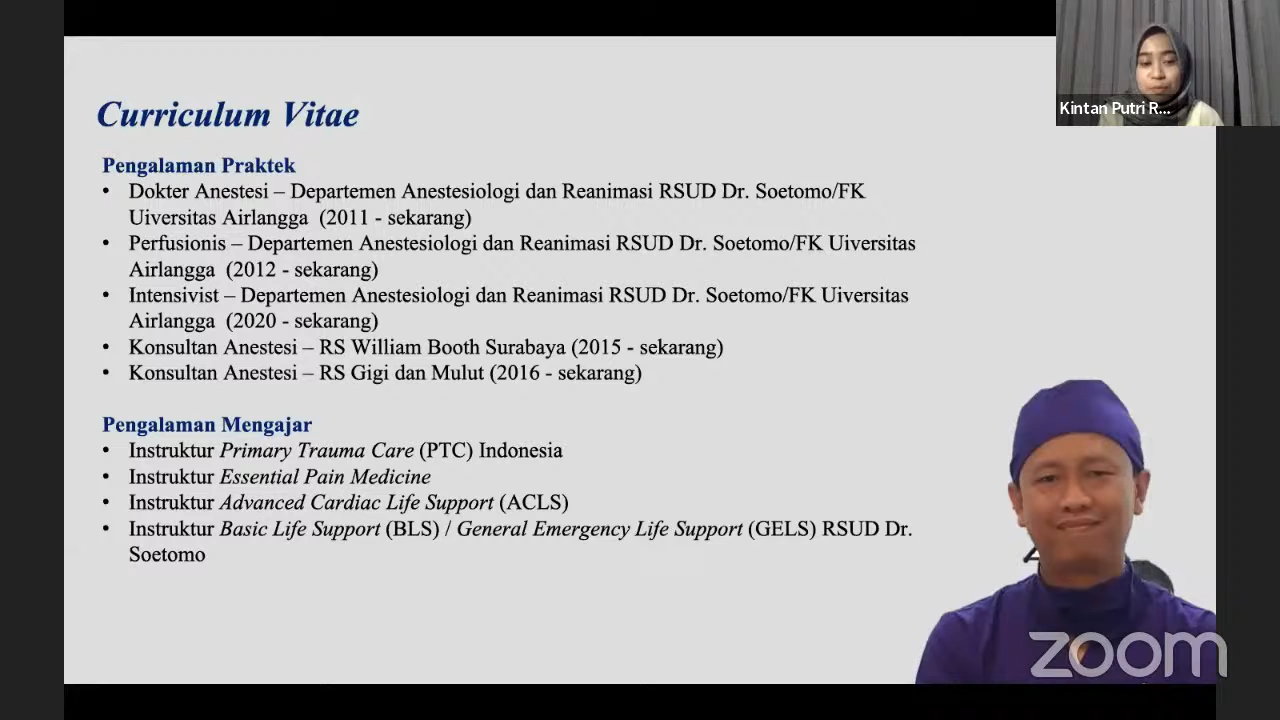 Curriculum Vitae
Pengalaman Praktek
• Dokter Anestesi – Departemen Anestesiologi dan Reanimasi RSUD Dr. Soetomo/FK
Uiversitas Airlangga (2011 - sekarang)
• Perfusionis – Departemen Anestesiologi dan Reanimasi RSUD Dr. Soetomo/FK Uiversitas
Airlangga (2012 - sekarang)
• Intensivist – Departemen Anestesiologi dan Reanimasi RSUD Dr. Soetomo/FK Uiversitas
Airlangga (2020 - sekarang)
• Konsultan Anestesi – RS William Booth Surabaya (2015 - sekarang)
• Konsultan Anestesi – RS Gigi dan Mulut (2016 - sekarang)
Pengalaman Mengajar
• Instruktur Primary Trauma Care (PTC) Indonesia
• Instruktur Essential Pain Medicine
• Instruktur Advanced Cardiac Life Support (ACLS)
• Instruktur Basic Life Support (BLS) / General Emergency Life Support (GELS) RSUD Dr.
Soetomo
Kintan Putri R...
zoom